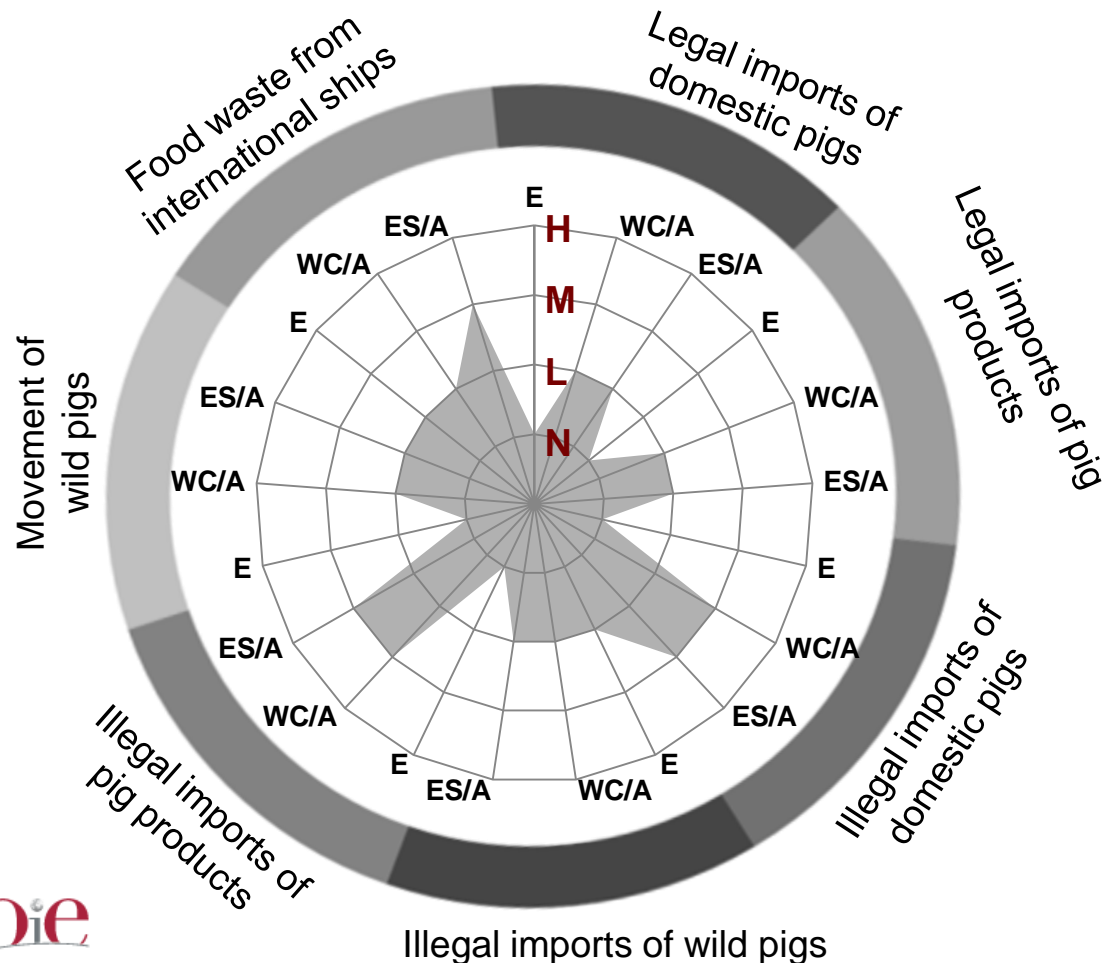 Food waste from
international ships
Legal imports of
domestic pigs
Legal imports of pig
products
Illegal imports of
domestic pigs
Illegal imports of wild pigs
Illegal imports of
pig products
Movement of
wild pigs
E
WC/A
ES/A
E
WC/A
ES/A
E
WC/A
ES/A
E
WC/A
ES/A
E
WC/A
ES/A
E
WC/A
ES/A
E
WC/A
ES/A
H
M
L
N
oie